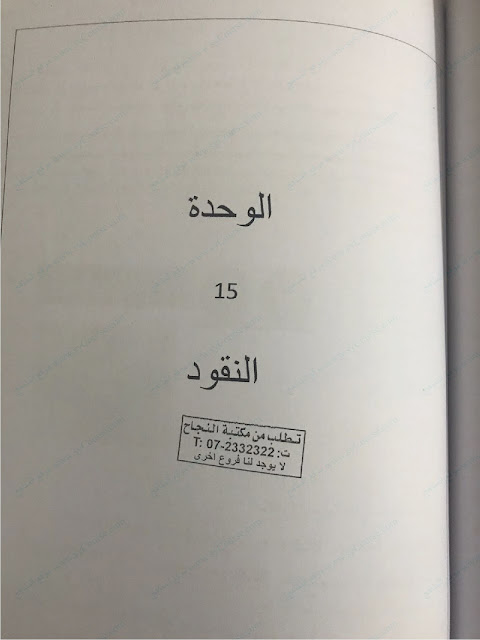 الوحدة
15
النقود
تطلب من مكتبة النجاح
ت: T: 07-2332322
لا يوجد لنا فروع اخرى